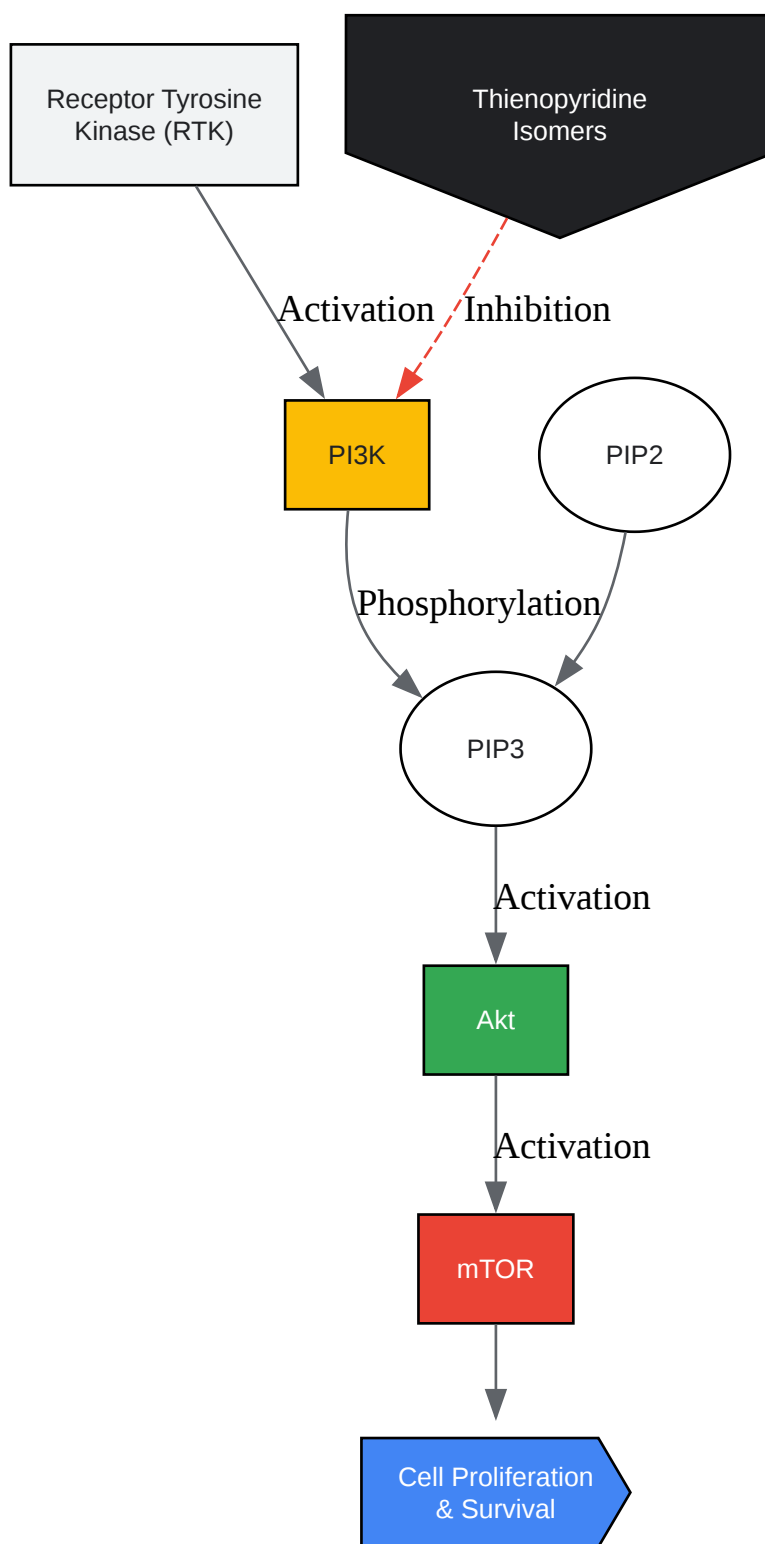 Receptor Tyrosine
Kinase (RTK)
Thienopyridine
Isomers
Activation
Inhibition
PI3K
PIP2
Phosphorylation
PIP3
Activation
Akt
Activation
mTOR
Cell Proliferation
& Survival